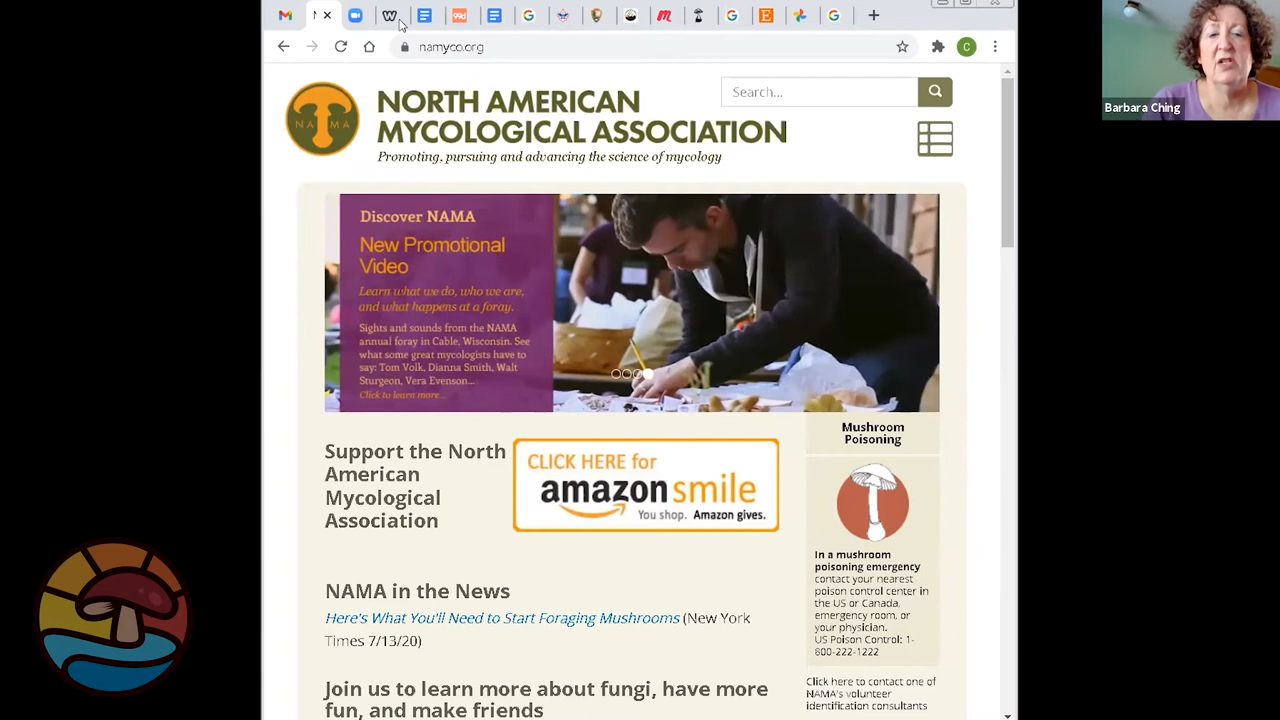 99d
namyco.org
C
Barbara Ching
NORTH AMERICAN
MYCOLOGICAL ASSOCIATION
Promoting, pursuing and advancing the science of mycology
Search...
NAMA
Discover NAMA
New Promotional
Video
Learn what we do, who we are,
and what happens at a foray.
Sights and sounds from the NAMA
annual foray in Cable, Wisconsin. See
what some great mycologists have to
say: Tom Volk, Dianna Smith, Walt
Sturgeon, Vera Evenson...
Click to learn more...
Support the North
American
Mycological
Association
CLICK HERE for
amazonsmile
You shop. Amazon gives.
Mushroom
Poisoning
In a mushroom
poisoning emergency
contact your nearest
poison control center in
the US or Canada,
emergency room, or
your physician.
US Poison Control: 1-
800-222-1222
Click here to contact one of
NAMA's volunteer
identification consultants
NAMA in the News
Here's What You'll Need to Start Foraging Mushrooms (New York
Times 7/13/20)
Join us to learn more about fungi, have more
fun, and make friends